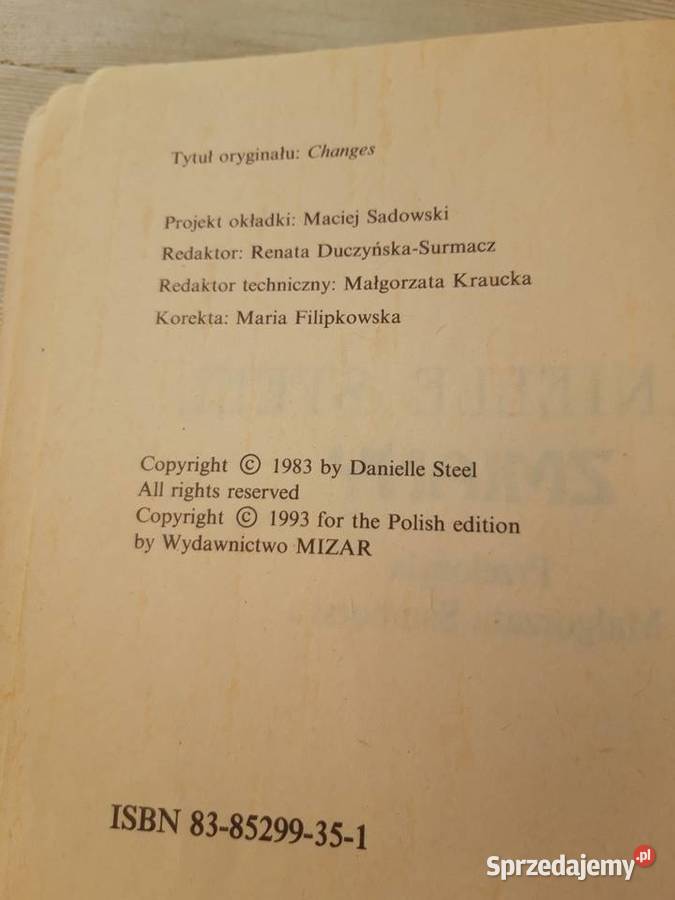 Tytuł oryginału: Changes
Projekt okładki: Maciej Sadowski
Redaktor: Renata Duczyńska-Surmacz
Redaktor techniczny: Małgorzata Kraucka
Korekta: Maria Filipkowska
Copyright © 1983 by Danielle Steel
All rights reserved
Copyright © 1993 for the Polish edition
by Wydawnictwo MIZAR
ISBN 83-85299-35-1
Sprzedajemy.pl